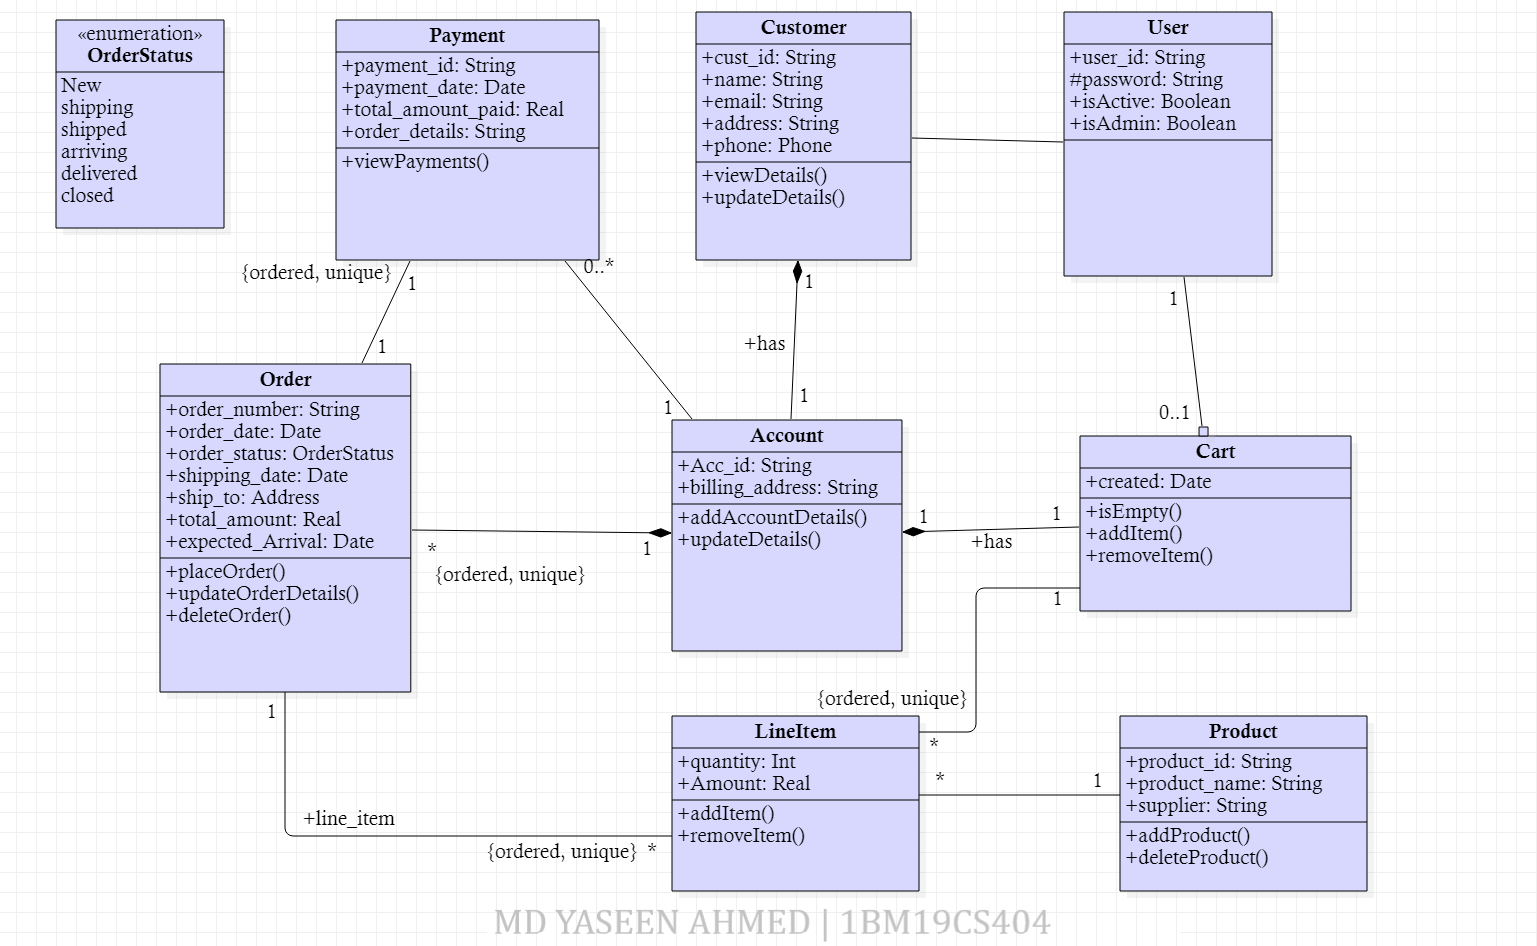 «enumeration»
OrderStatus
New
shipping
shipped
arriving
delivered
closed
Payment
+payment_id: String
+payment_date: Date
+total_amount_paid: Real
+order_details: String
+viewPayments()
Customer
+cust_id: String
+name: String
+email: String
+address: String
+phone: Phone
+viewDetails()
+updateDetails()
User
+user_id: String
#password: String
+isActive: Boolean
+isAdmin: Boolean
{ordered, unique}
1
0..*
1
1
1
+has
1
1
1
0..1
Order
+order_number: String
+order_date: Date
+order_status: OrderStatus
+shipping_date: Date
+ship_to: Address
+total_amount: Real
+expected_Arrival: Date
+placeOrder()
+updateOrderDetails()
+deleteOrder()
*
1
{ordered, unique}
Account
+Acc_id: String
+billing_address: String
+addAccountDetails()
+updateDetails()
1
1
+has
Cart
+created: Date
+isEmpty()
+addItem()
+removeItem()
1
{ordered, unique}
*
1
+line_item
{ordered, unique} *
LineItem
+quantity: Int
+Amount: Real
+addItem()
+removeItem()
*
1
Product
+product_id: String
+product_name: String
+supplier: String
+addProduct()
+deleteProduct()
MD YASEEN AHMED | 1BM19CS404